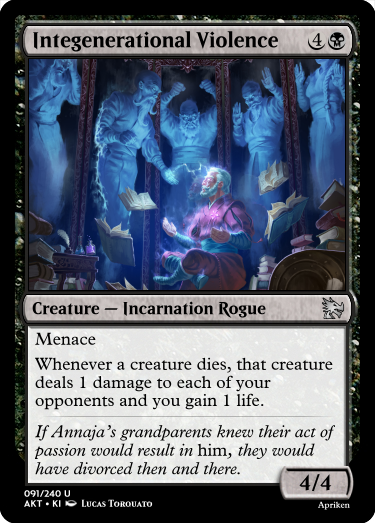 Integenerational Violence 4
Creature — Incarnation Rogue
Menace
Whenever a creature dies, that creature
deals 1 damage to each of your
opponents and you gain 1 life.
If Annaja's grandparents knew their act of
passion would result in him, they would
have divorced then and there.
4/4
091/240 U
AKT • KI Lucas Torquato
Apriken